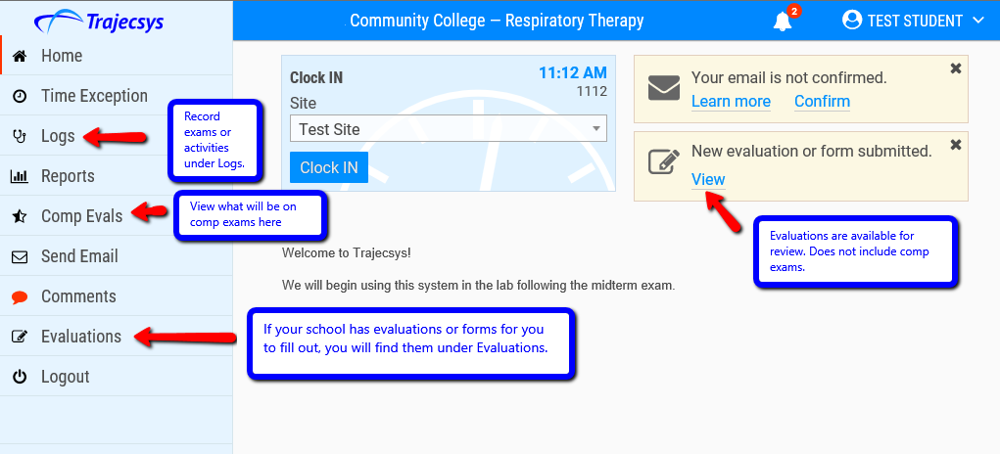 Trajecsys
Community College — Respiratory Therapy
2
TEST STUDENT
Home
Time Exception
Logs
Reports
Comp Evals
Send Email
Comments
Evaluations
Logout
Record
exams or
activities
under Logs.
View what will be on
comp exams here
Clock IN
11:12 AM
1112
Site
Test Site
Clock IN
Your email is not confirmed.
Learn more Confirm
New evaluation or form submitted.
View
Evaluations are available for
review. Does not include comp
exams.
Welcome to Trajecsys!
We will begin using this system in the lab following the midterm exam.
If your school has evaluations or forms for you
to fill out, you will find them under Evaluations.